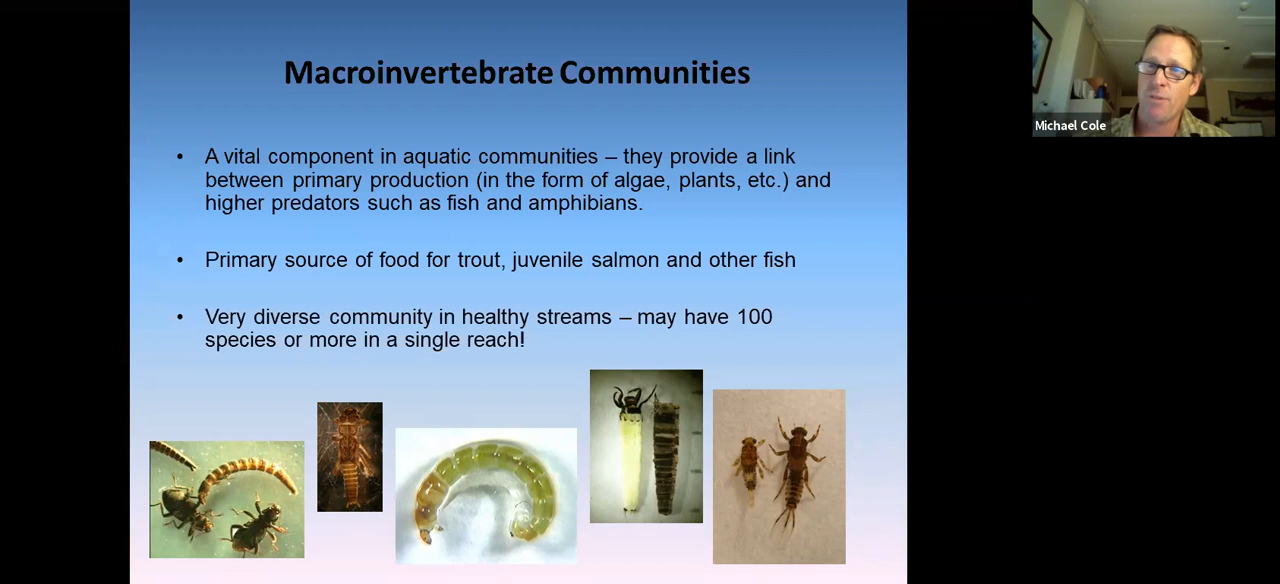 Macroinvertebrate Communities
• A vital component in aquatic communities – they provide a link
between primary production (in the form of algae, plants, etc.) and
higher predators such as fish and amphibians.
• Primary source of food for trout, juvenile salmon and other fish
• Very diverse community in healthy streams – may have 100
species or more in a single reach!
Michael Cole